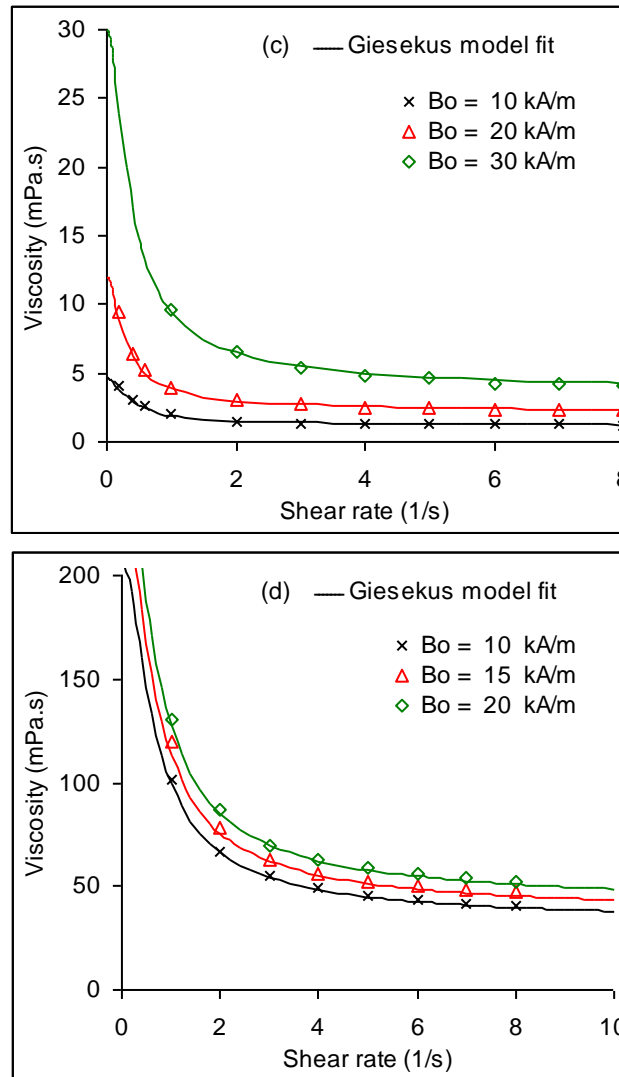 (c) Giesekus model fit
Bo = 10 kA/m
Bo = 20 kA/m
Bo = 30 kA/m
Viscosity (mPa.s)
30
25
20
15
10
5
0
0 2 4 6 8
Shear rate (1/s)
(d) Giesekus model fit
Bo = 10 kA/m
Bo = 15 kA/m
Bo = 20 kA/m
Viscosity (mPa.s)
200
150
100
50
0
0 2 4 6 8 10
Shear rate (1/s)